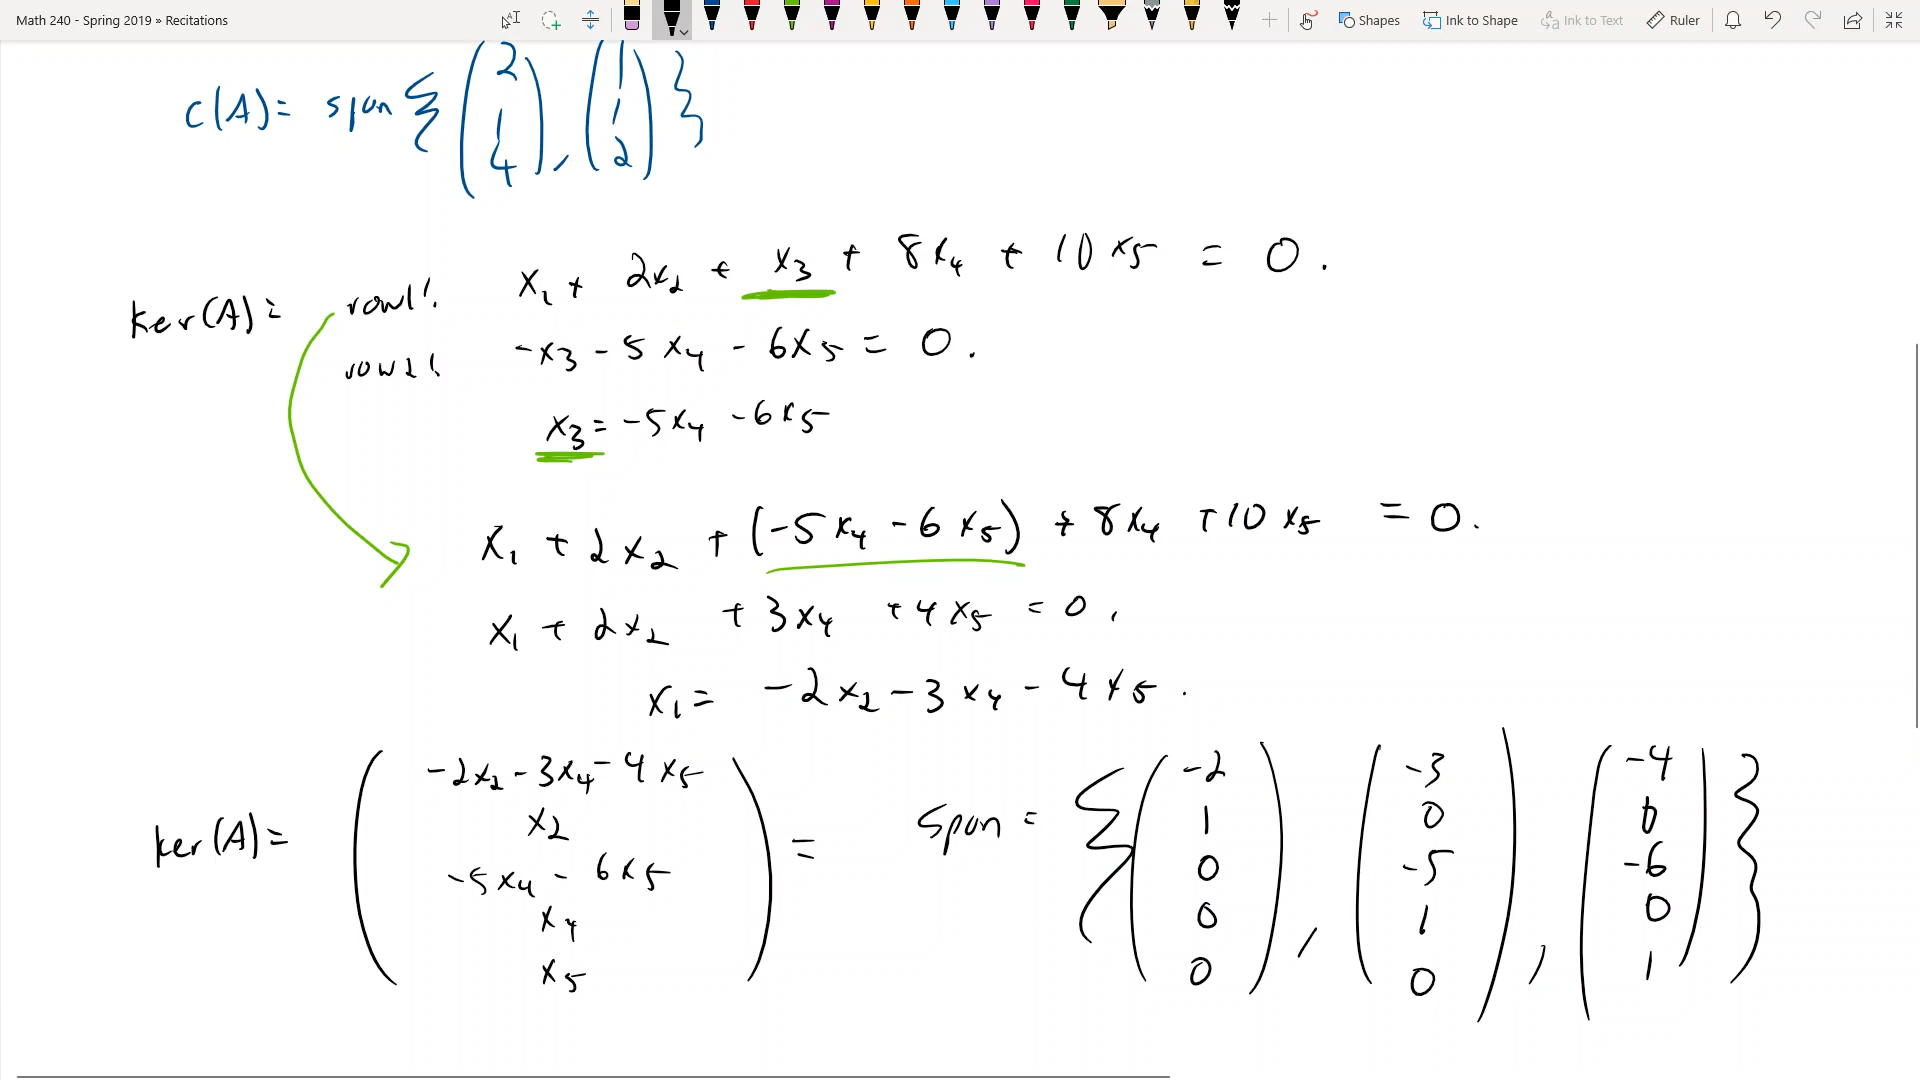 Math 240 - Spring 2019 » Recitations
Shapes
Ink to Shape
Ink to Text
Ruler
C(A) = span { (2 1 4), (1 1 2) }
x₁ + 2x₂ + x₃ + 8x₄ + 10x₅ = 0.
Ker(A) = row1:
-x₃ - 5x₄ - 6x₅ = 0.
row2:
x₃ = -5x₄ - 6x₅
x₁ + 2x₂ + (-5x₄ - 6x₅) + 8x₄ + 10x₅ = 0.
x₁ + 2x₂ + 3x₄ + 4x₅ = 0.
x₁ = -2x₂ - 3x₄ - 4x₅.
ker(A) = ( -2x₂ - 3x₄ - 4x₅
x₂
-5x₄ - 6x₅
x₄
x₅ ) = span = { (-2 1 0 0 0), (-3 0 -5 1 0), (-4 0 -6 0 1) }